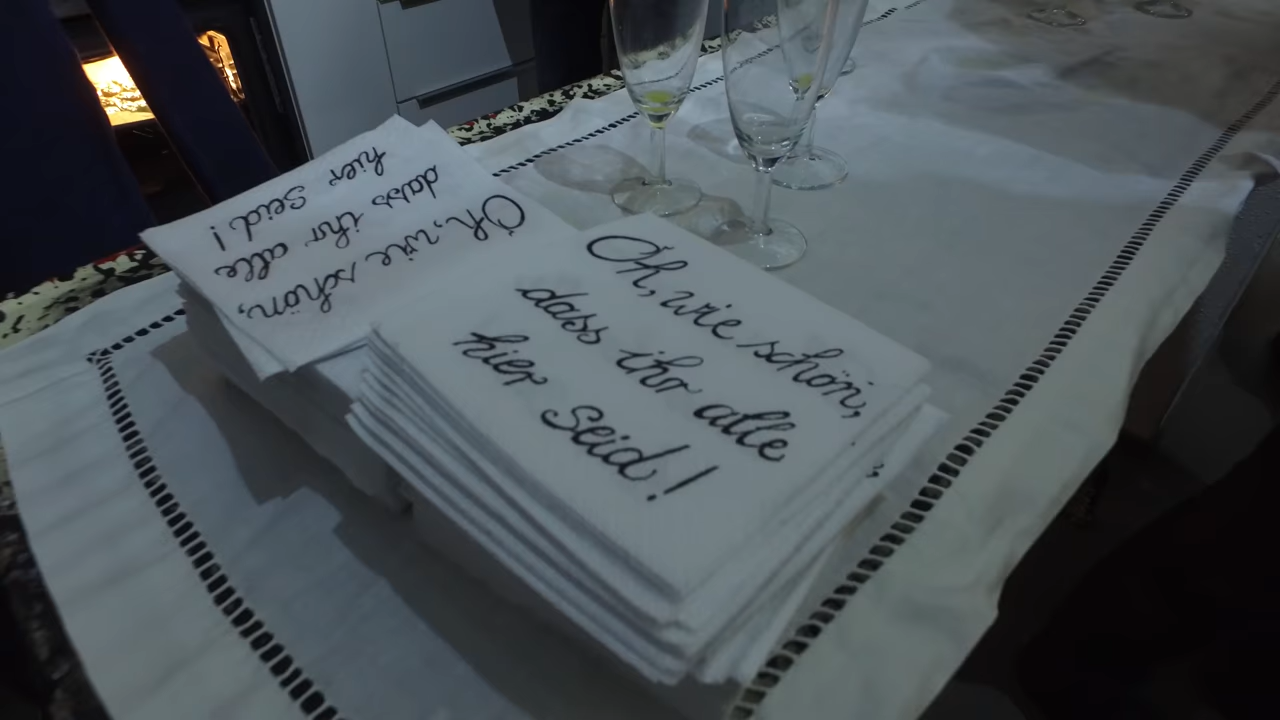 Oh, wie schön,
dass ihr alle
hier Seid!
Oh, wie schön,
dass ihr alle
hier Seid!